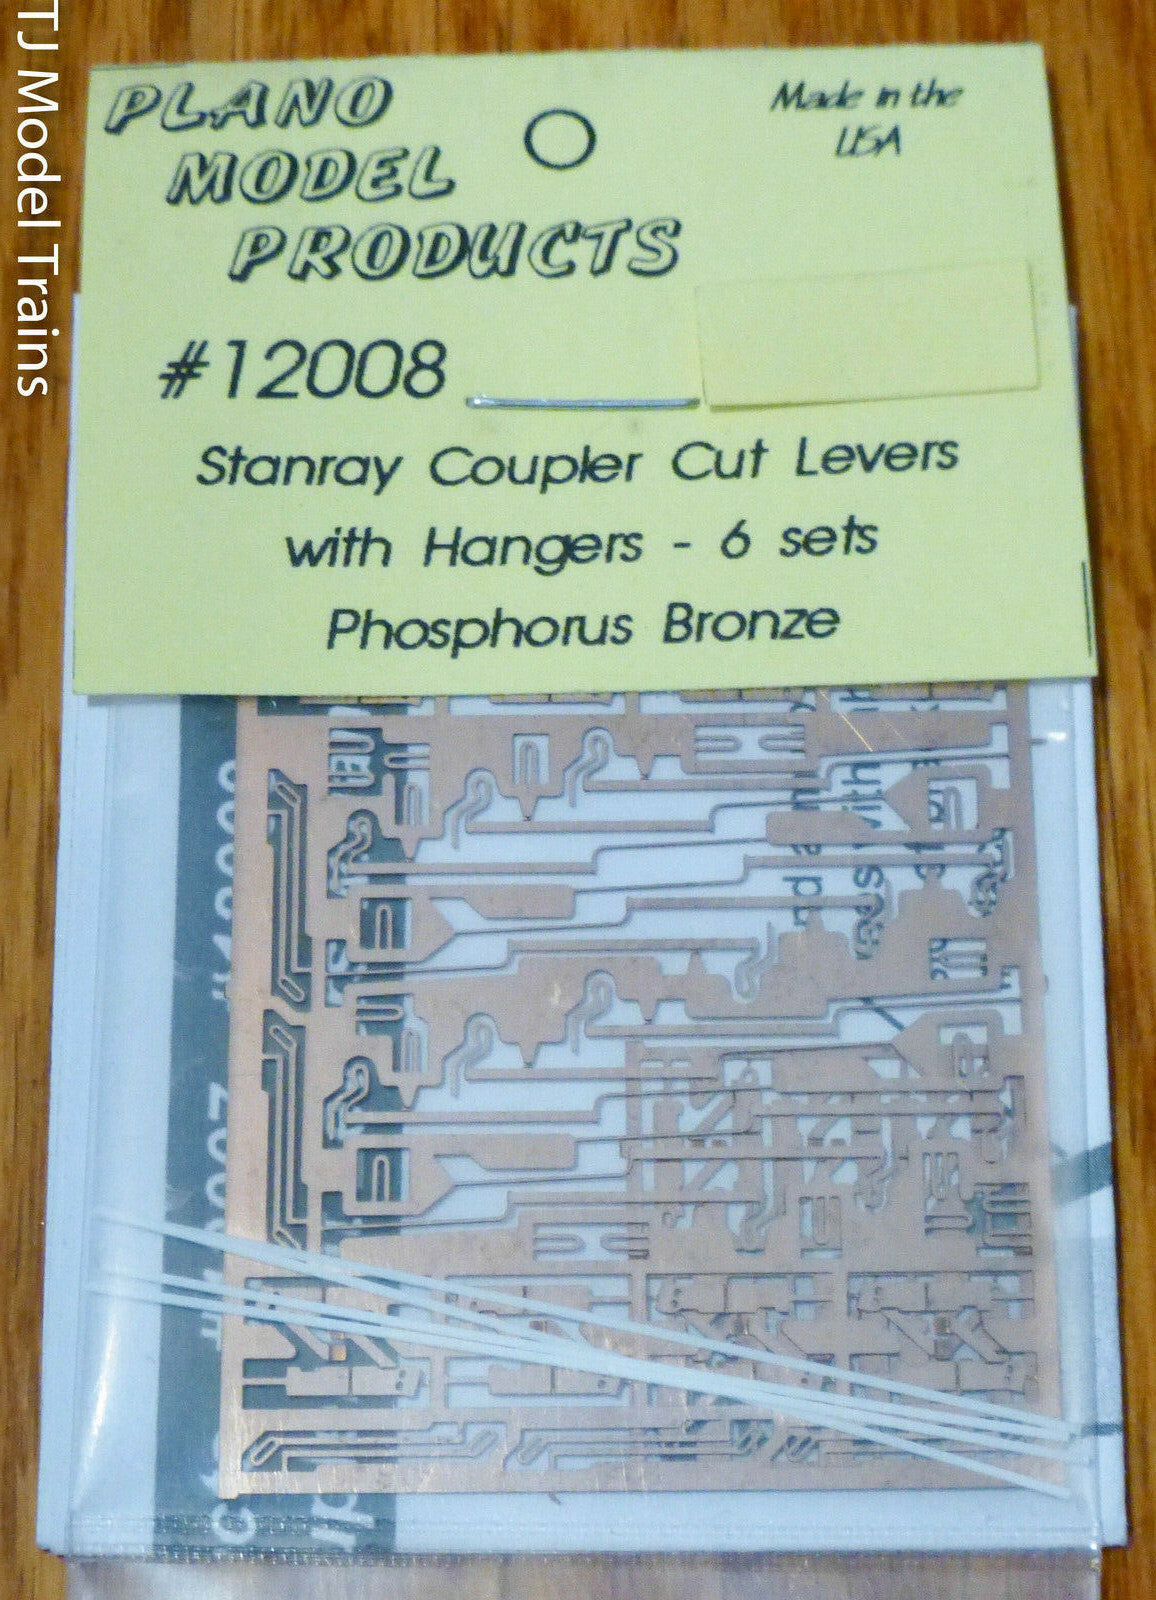 TJ Model Trains
PLANO
MODEL
PRODUCTS
Made in the
USA
#12008
Stanray Coupler Cut Levers
with Hangers - 6 sets
Phosphorus Bronze